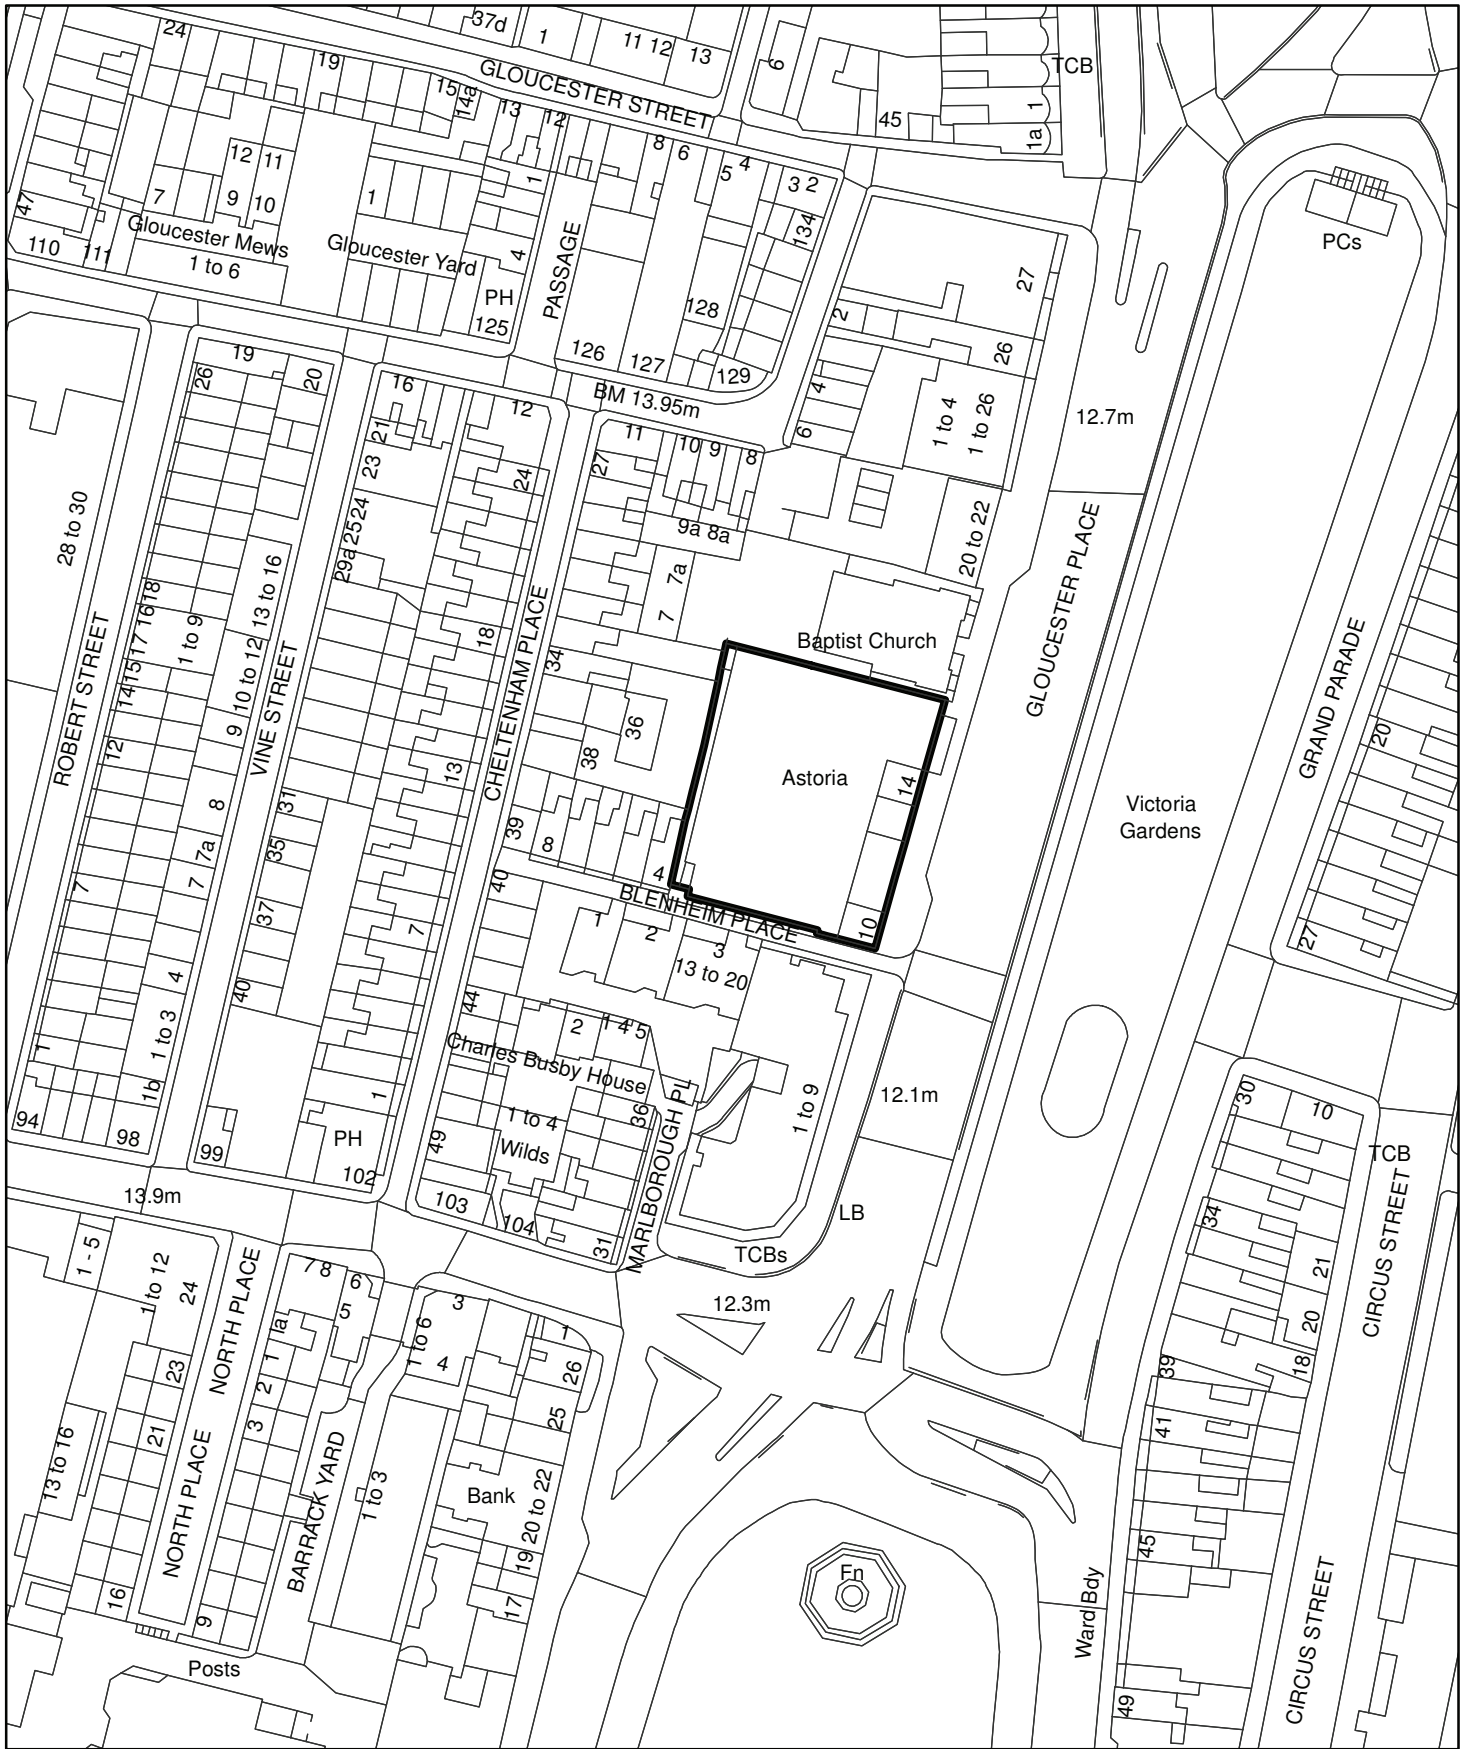 24
37d
1
11 12
13
6
TCB
19
GLOUCESTER STREET
15
14a
13
12
45
1
1a
8
6
4
5
3 2
12
11
7
9
10
1
1
47
134
110
111
Gloucester Mews
1 to 6
Gloucester Yard
4
PH
125
PASSAGE
PCs
27
128
2
126
127
129
26
19
26
20
16
12
BM 13.95m
4
6
1 to 4
1 to 26
12.7m
21
23
11
10
9
8
27
24
9a 8a
20 to 22
28 to 30
24
25
29a
7a
7
GLOUCESTER PLACE
18
16
17
15
14
1 to 9
13 to 16
10 to 12
9
18
CHELTENHAM PLACE
34
Baptist Church
ROBERT STREET
VINE STREET
GRAND PARADE
36
38
12
13
20
Astoria
14
Victoria
Gardens
8
31
35
39
8
7a
7
7
4
40
BLENHEIM PLACE
10
37
7
1
2
3
13 to 20
27
4
40
44
2
1 4 5
Charles Busby House
1 to 3
1
1b
1
36
1 to 9
12.1m
30
10
94
98
99
PH
102
49
1 to 4
Wilds
MARLBOROUGH PL
TCB
13.9m
103
104
31
LB
TCBs
34
CIRCUS STREET
1 - 5
1 to 12
24
NORTH PLACE
7 8
6
5
3
1 to 6
4
12.3m
21
20
1a
1
1
26
18
39
23
2
3
25
41
21
13 to 16
NORTH PLACE
BARRACK YARD
1 to 3
Bank
20 to 22
19
17
45
16
9
Fn
Ward Bdy
CIRCUS STREET
Posts
49